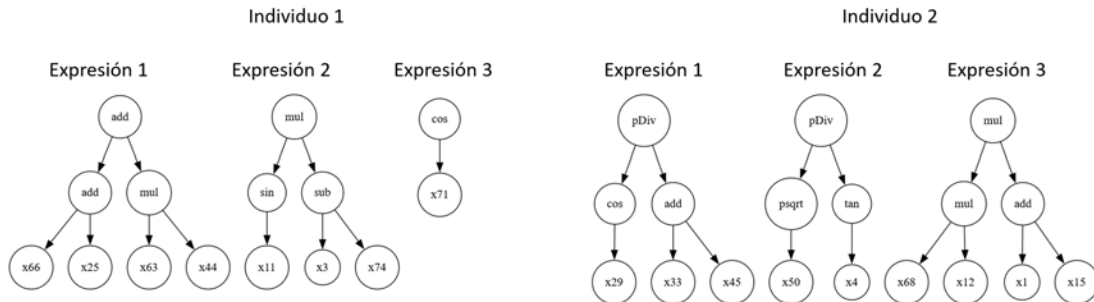 Individuo 1
Individuo 2
Expresión 1
Expresión 2
Expresión 3
Expresión 1
Expresión 2
Expresión 3
add
mul
cos
pDiv
pDiv
mul
add
mul
sin
sub
x71
cos
add
psqrt
tan
mul
add
x66
x25
x63
x44
x11
x3
x74
x29
x33
x45
x50
x4
x68
x12
x1
x15